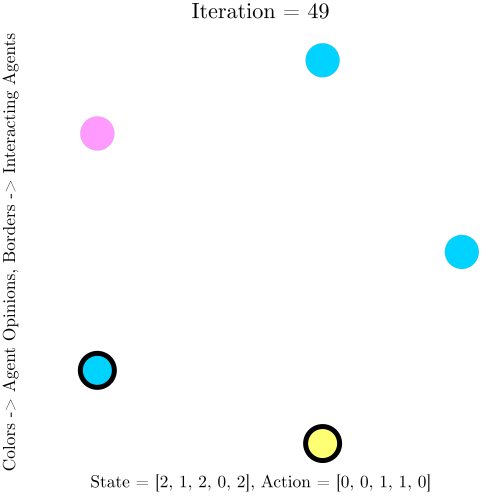 Iteration = 49
Colors -> Agent Opinions, Borders -> Interacting Agents
State = [2, 1, 2, 0, 2], Action = [0, 0, 1, 1, 0]